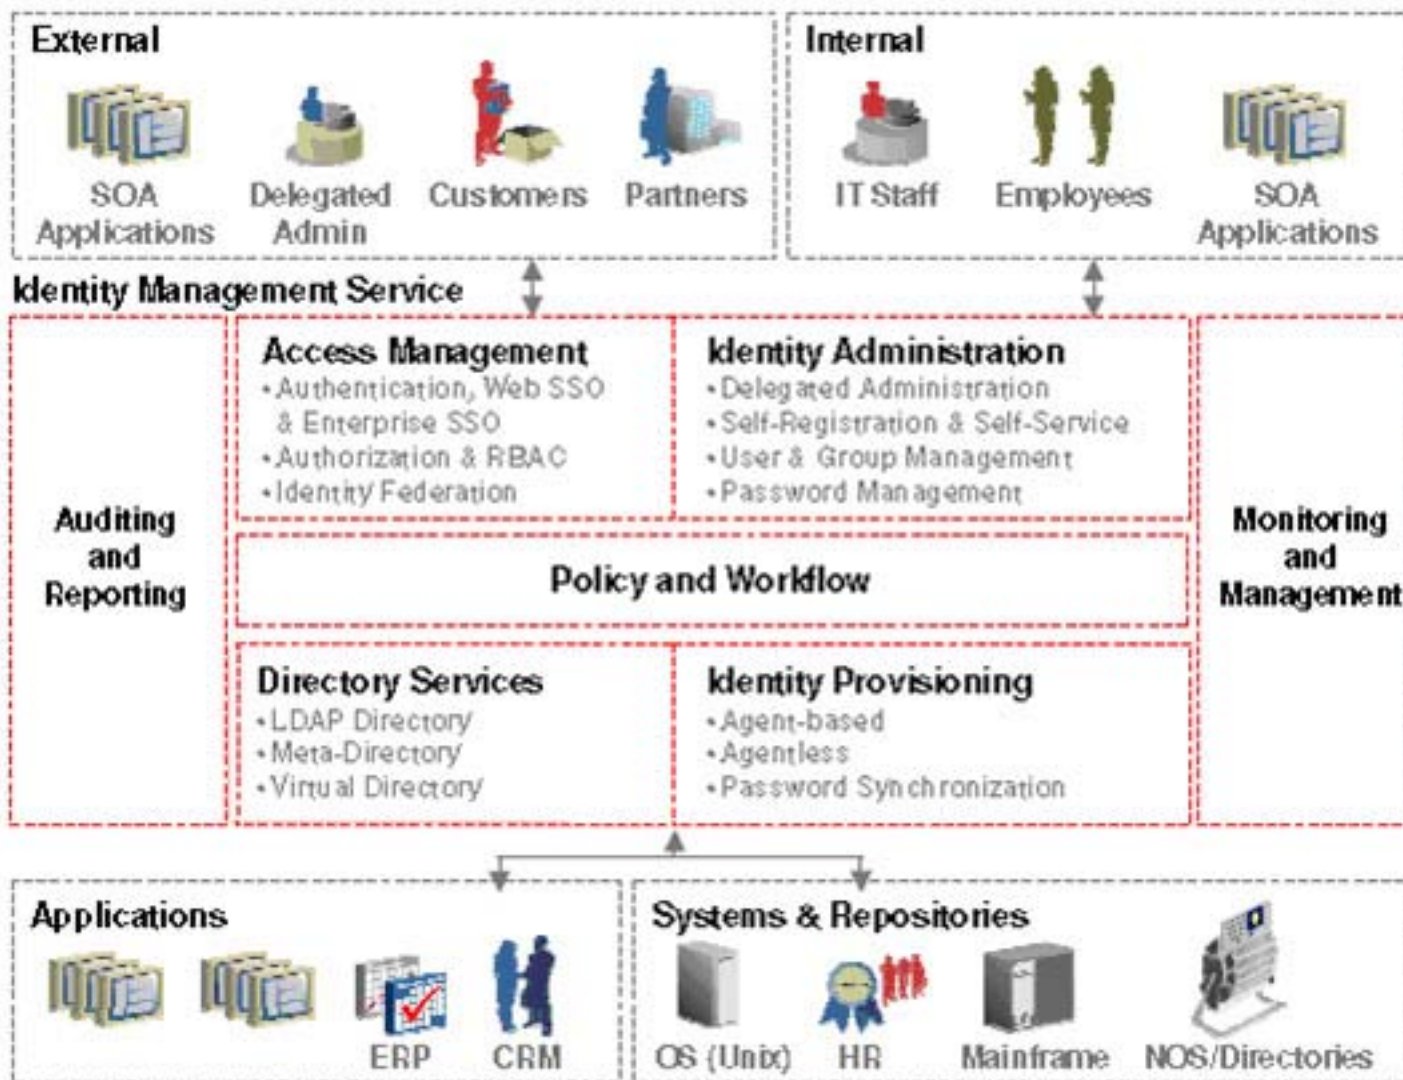 External
SOA
Applications
Delegated
Admin
Customers
Partners
Internal
IT Staff
Employees
SOA
Applications
Identity Management Service
Auditing
and
Reporting
Access Management
• Authentication, Web SSO
& Enterprise SSO
• Authorization & RBAC
• Identity Federation
Identity Administration
• Delegated Administration
• Self-Registration & Self-Service
• User & Group Management
• Password Management
Policy and Workflow
Directory Services
• LDAP Directory
• Meta-Directory
• Virtual Directory
Identity Provisioning
• Agent-based
• Agentless
• Password Synchronization
Monitoring
and
Management
Applications
ERP
CRM
Systems & Repositories
OS (Unix)
HR
Mainframe
NOS/Directories